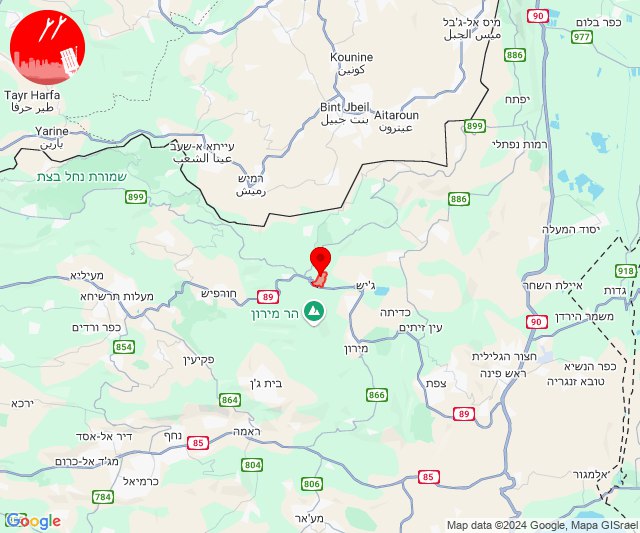 מיס אל-ג'בל
ميس الجبل
90
כפר בלום
977
886
Kounine
كونين
Tayr Harfa
طير حرفا
יפתח
Bint Jbeil
بنت جبيل
Aitaroun
عيترون
899
Yarine
يارين
עייתא א-שעב
عيتا الشعب
רמות נפתלי
רמיש
رميش
שמורת נחל בצת
899
886
יסוד המעלה
918
מעיליא
מעלות תרשיחא
חורפיש
89
ג'יש
איילת השחר
גדות
כפר ורדים
הר מירון
כדיתה
עין זיתים
90
משמר הירדן
854
מירון
פקיעין
חצור הגלילית
ראש פינה
כפר הנשיא
טובא זנגריה
בית ג'ן
צפת
864
866
ירכא
89
דיר אל-אסד
נחף
ראמה
85
מג'ד אל-כרום
804
85
אלמגור
כרמיאל
806
784
מע'אר
85
Google
Map data ©2024 Google, Mapa GISrael